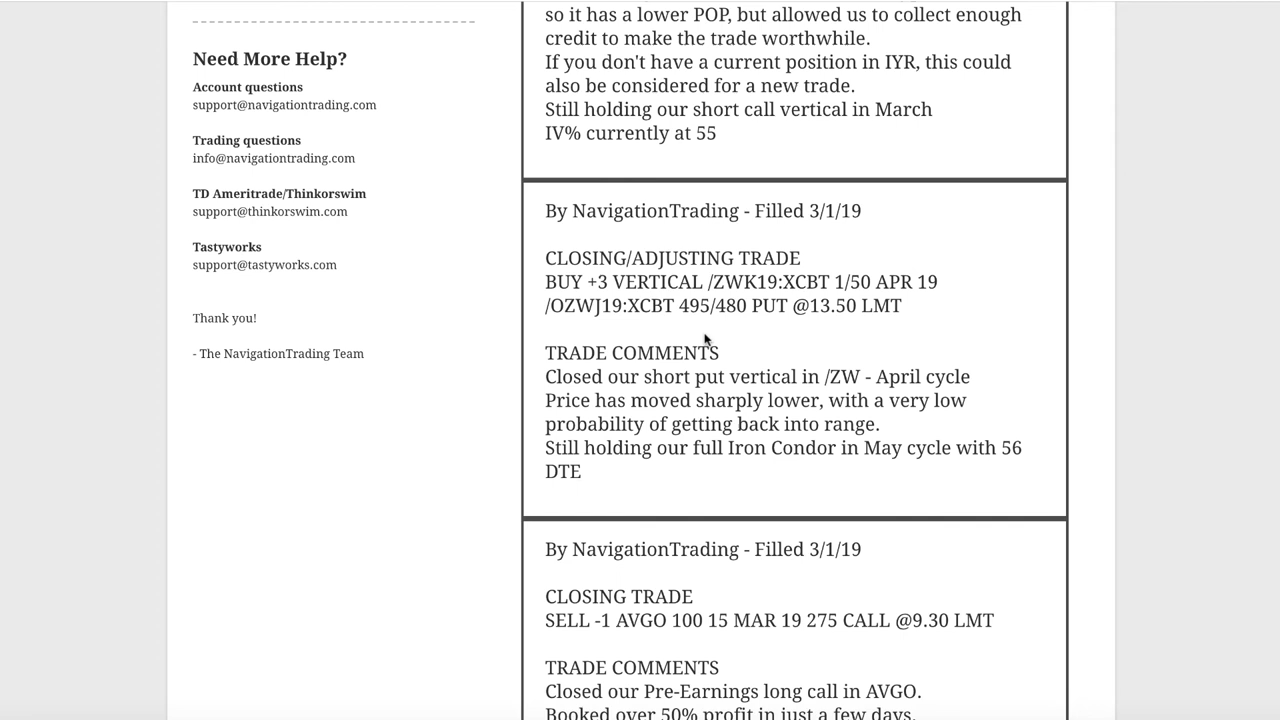 Need More Help?
Account questions
support@navigationtrading.com
Trading questions
info@navigationtrading.com
TD Ameritrade/Thinkorswim
support@thinkorswim.com
Tastyworks
support@tastyworks.com
Thank you!
- The NavigationTrading Team
so it has a lower POP, but allowed us to collect enough
credit to make the trade worthwhile.
If you don't have a current position in IYR, this could
also be considered for a new trade.
Still holding our short call vertical in March
IV% currently at 55
By NavigationTrading - Filled 3/1/19
CLOSING/ADJUSTING TRADE
BUY +3 VERTICAL /ZWK19:XCBT 1/50 APR 19
/OZWJ19:XCBT 495/480 PUT @13.50 LMT
TRADE COMMENTS
Closed our short put vertical in /ZW - April cycle
Price has moved sharply lower, with a very low
probability of getting back into range.
Still holding our full Iron Condor in May cycle with 56
DTE
By NavigationTrading - Filled 3/1/19
CLOSING TRADE
SELL -1 AVGO 100 15 MAR 19 275 CALL @9.30 LMT
TRADE COMMENTS
Closed our Pre-Earnings long call in AVGO.
Booked over 50% profit in just a few days.